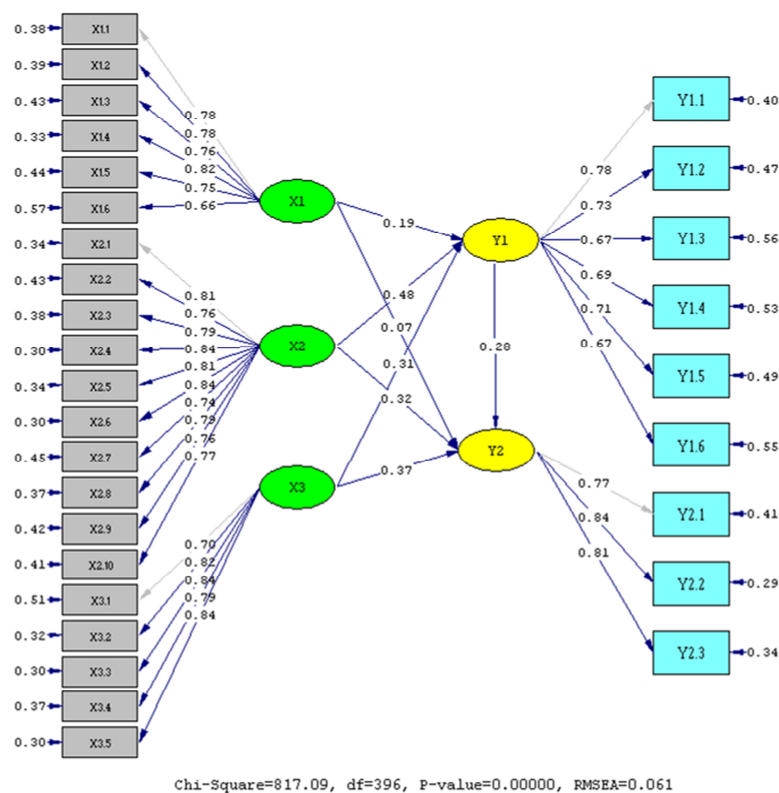 0.38
X1.1
0.39
X1.2
0.43
X1.3
0.33
X1.4
0.44
X1.5
0.57
X1.6
0.34
X2.1
0.43
X2.2
0.38
X2.3
0.30
X2.4
0.34
X2.5
0.30
X2.6
0.45
X2.7
0.37
X2.8
0.42
X2.9
0.41
X2.10
0.51
X3.1
0.32
X3.2
0.30
X3.3
0.37
X3.4
0.30
X3.5
0.78
0.78
0.76
0.82
0.75
0.66
0.81
0.76
0.79
0.84
0.81
0.84
0.74
0.79
0.76
0.77
0.70
0.82
0.84
0.79
0.84
X1
X2
X3
0.19
0.48
0.07
0.31
0.32
0.37
Y1
0.28
Y2
0.78
0.73
0.67
0.69
0.71
0.67
0.77
0.84
0.81
Y1.1
0.40
Y1.2
0.47
Y1.3
0.56
Y1.4
0.53
Y1.5
0.49
Y1.6
0.55
Y2.1
0.41
Y2.2
0.29
Y2.3
0.34
Chi-Square=817.09, df=396, P-value=0.00000, RMSEA=0.061